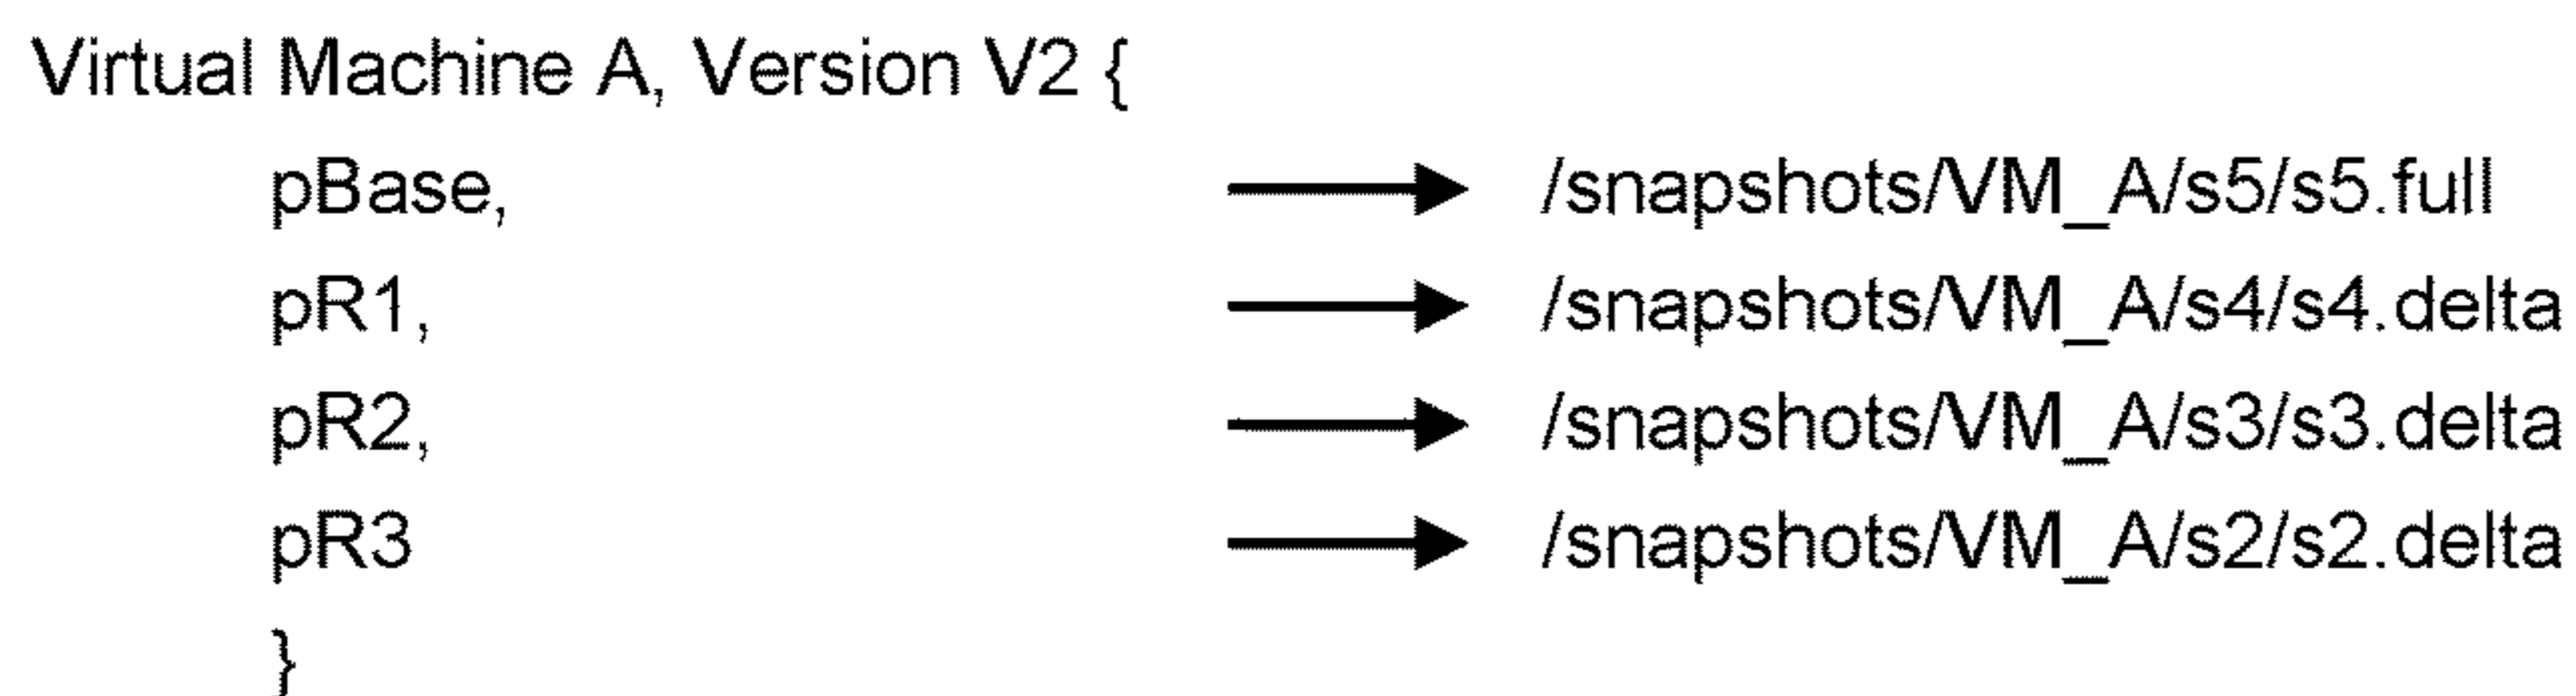 Virtual Machine A, Version V2 {
pBase, /snapshots/VM_A/s5/s5.full
pR1, /snapshots/VM_A/s4/s4.delta
pR2, /snapshots/VM_A/s3/s3.delta
pR3 /snapshots/VM_A/s2/s2.delta
}